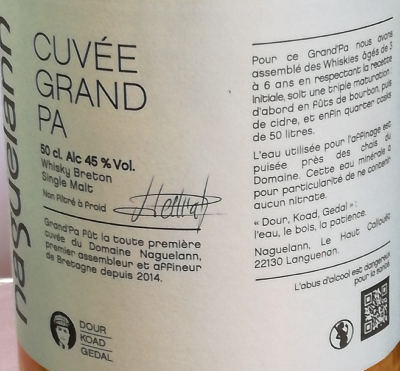 naguelann
CUVÉE
GRAND
PA
50 cl. Alc 45 % Vol.
Whisky Breton
Single Malt
Non Filtré à Froid
Grand'Pa fût la toute première
cuvée du Domaine Naguelann,
premier assembleur et affineur
de Bretagne depuis 2014.
DOUR
KOAD
GEDAL
Pour ce Grand'Pa nous avons
assemblé des Whiskies âgés de 3
à 6 ans en respectant la recette
initiale, soit une triple maturation
d'abord en fûts de bourbon, puis
de cidre, et enfin quarter casks
de 50 litres.
L'eau utilisée pour l'affinage est
puisée près des chais du
Domaine. Cette eau minérale a
pour particularité de ne contenir
aucun nitrate.
« Dour, Koad, Gedal » :
l'eau, le bois, la patience.
Naguelann, Le Haut Callouët
22130 Languenan.
L'abus d'alcool est dangereux
pour la santé